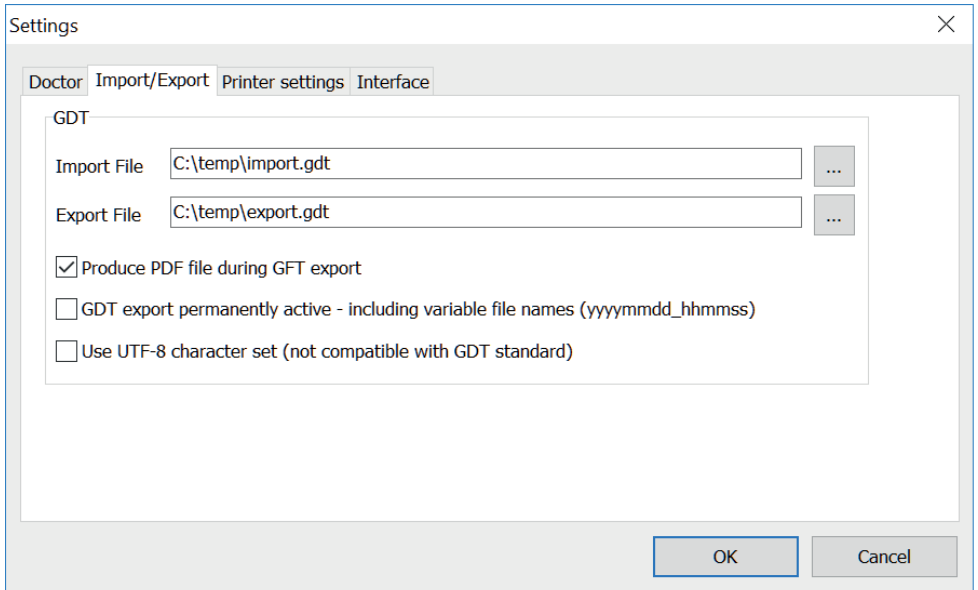 Settings
Doctor Import/Export Printer settings Interface
GDT
Import File C:\temp\import.gdt ...
Export File C:\temp\export.gdt ...
Produce PDF file during GFT export
GDT export permanently active - including variable file names (yyyymmdd_hhmmss)
Use UTF-8 character set (not compatible with GDT standard)
OK Cancel